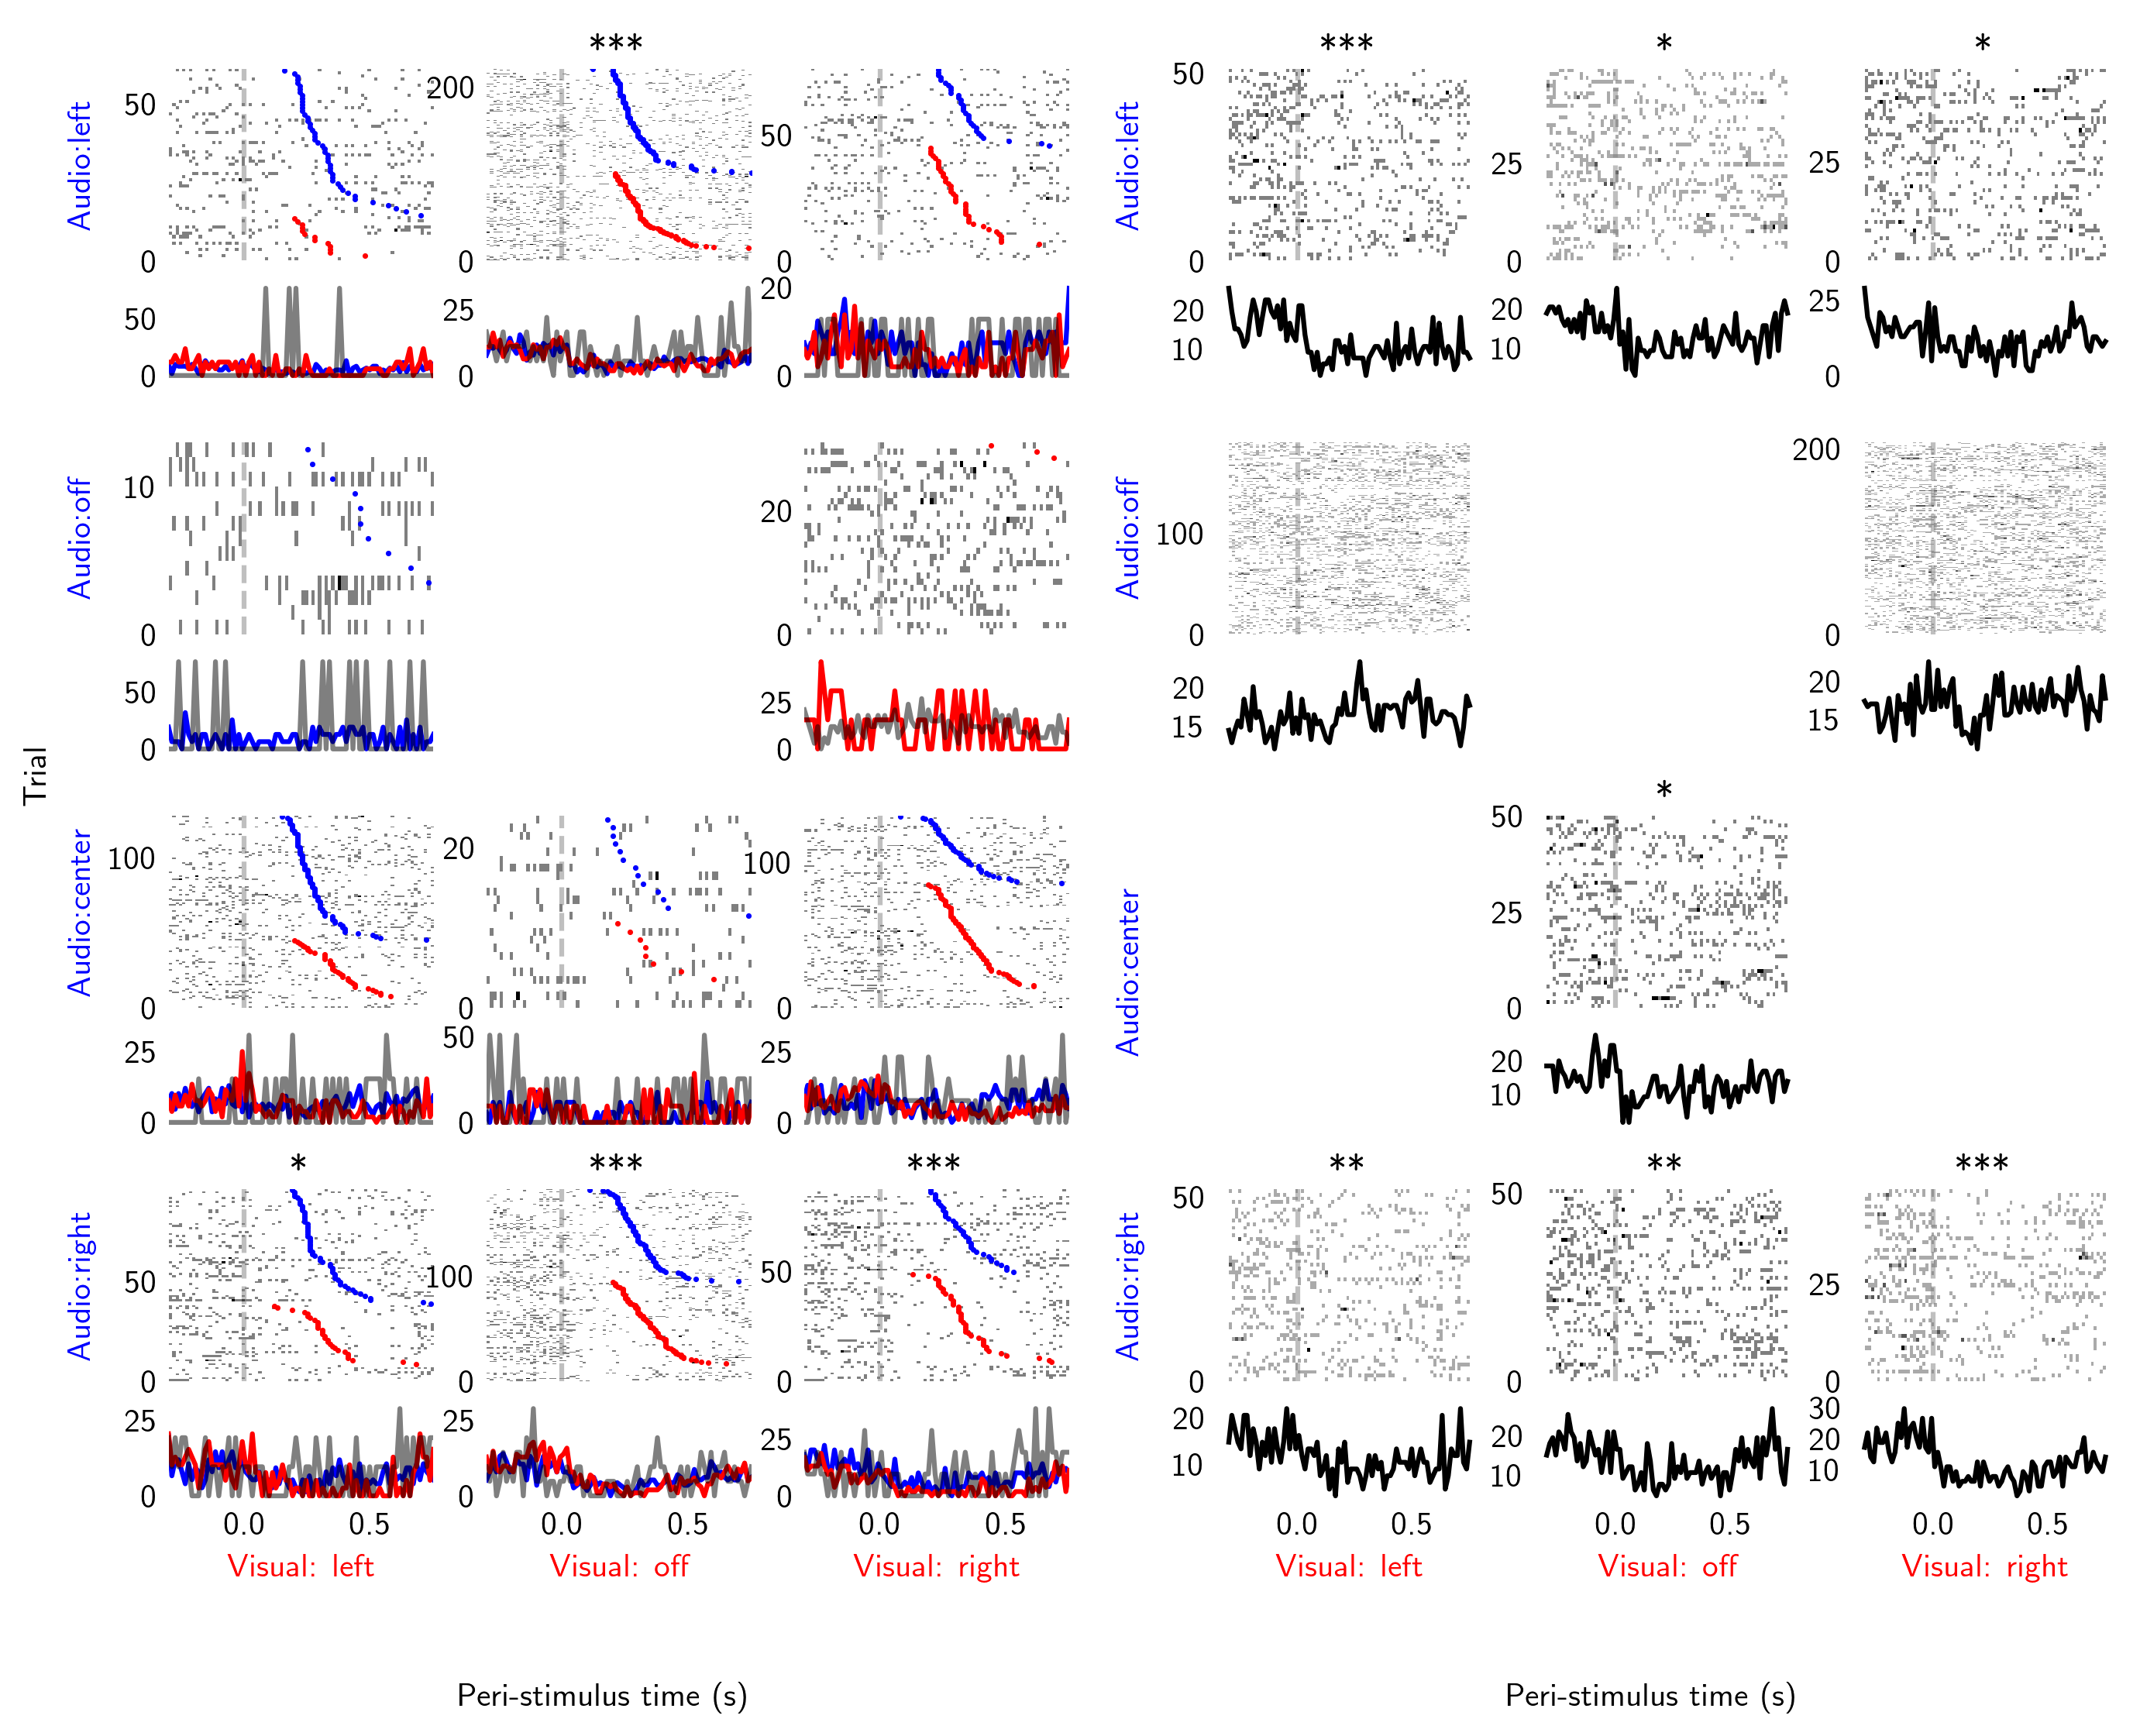 *** *** * *
Audio:left 50 0 200 0 50 0 Audio:left 50 0 25 0 25 0
50 0 25 0 20 0 20 10 20 10 25 0
Audio:off 10 0 20 0 Audio:off 100 0 200 0
50 0 25 0 20 15 20 15
Trial
*
Audio:center 100 0 20 0 100 0 Audio:center 50 25 0
25 0 50 0 25 0 20 10
* *** *** ** ** ***
Audio:right 50 0 100 0 50 0 Audio:right 50 0 50 0 25 0
25 0 25 0 25 0 20 10 20 10 30 20 10
0.0 0.5 0.0 0.5 0.0 0.5 0.0 0.5 0.0 0.5 0.0 0.5
Visual: left Visual: off Visual: right Visual: left Visual: off Visual: right
Peri-stimulus time (s) Peri-stimulus time (s)